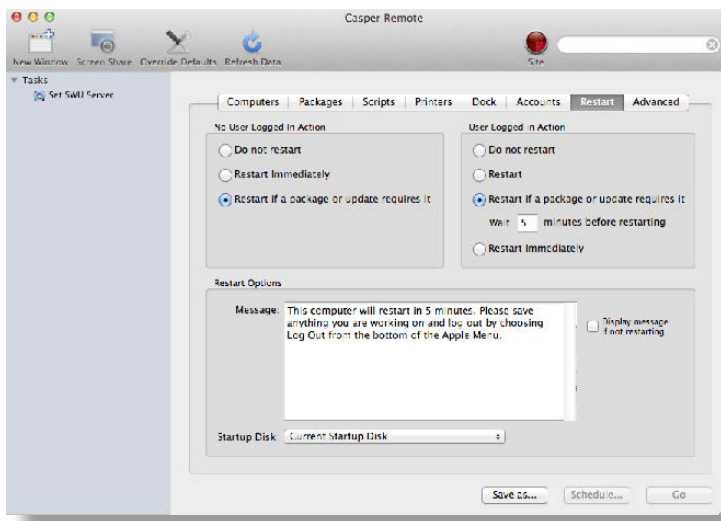 Casper Remote
New Window Screen Share Override Defaults Refresh Data Site
Tasks
Set SWU Server
Computers Packages Scripts Printers Dock Accounts Restart Advanced
No User Logged In Action
Do not restart
Restart Immediately
Restart if a package or update requires it
User Logged in Action
Do not restart
Restart
Restart if a package or update requires it
Wait 5 minutes before restarting
Restart Immediately
Restart Options
Message:
This computer will restart in 5 minutes. Please save
anything you are working on and log out by choosing
Log Out from the bottom of the Apple Menu.
Display message
if not restarting
Startup Disk: Current Startup Disk
Save as... Schedule... Go